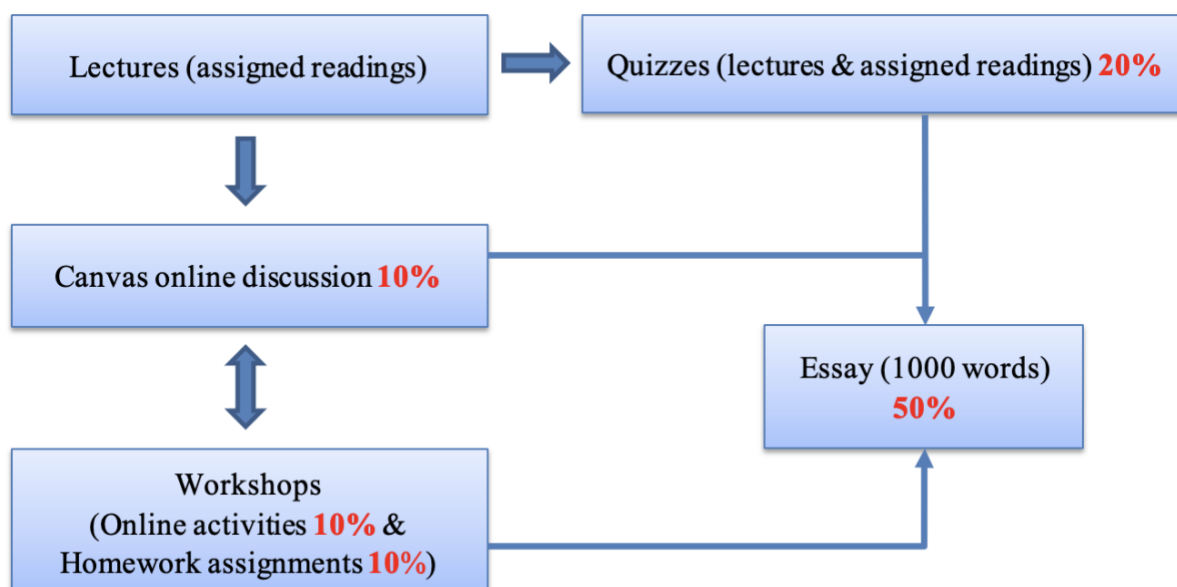 Lectures (assigned readings)
Quizzes (lectures & assigned readings) 20%
Canvas online discussion 10%
Essay (1000 words)
50%
Workshops
(Online activities 10% &
Homework assignments 10%)